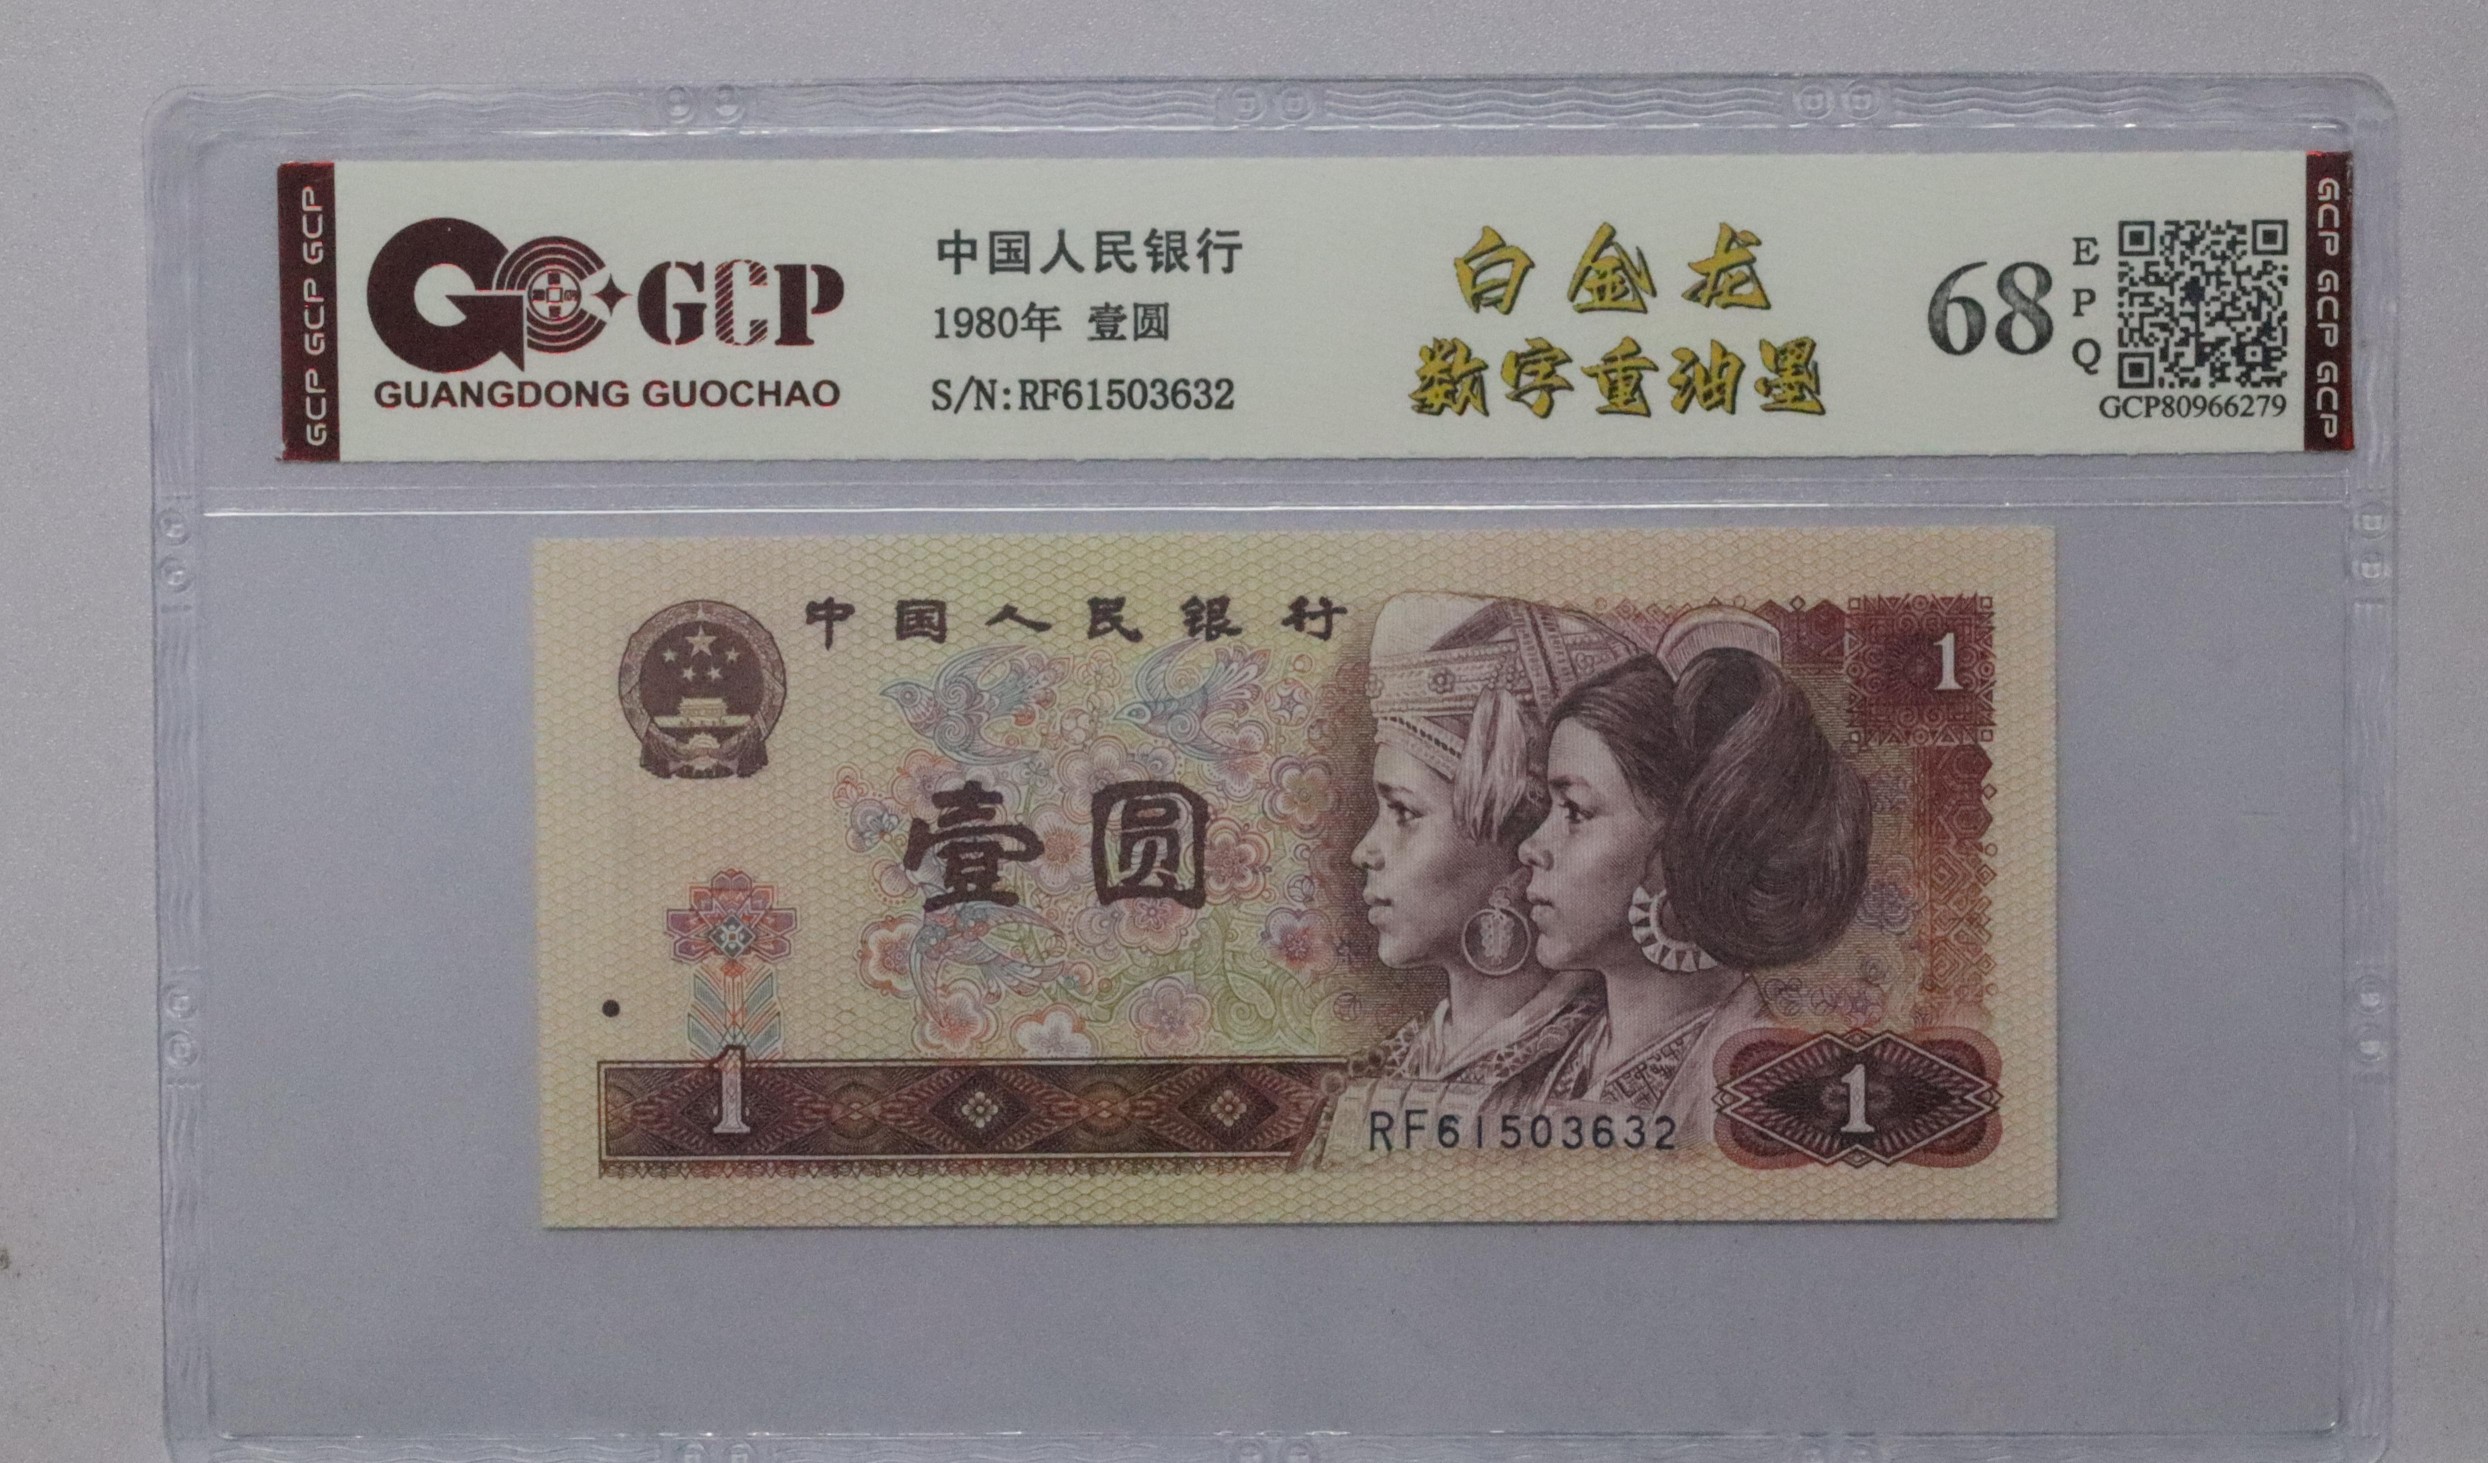 GCP GCP GCP
GCP
GUANGDONG GUOCHAO
中国人民银行
1980年 壹圆
S/N:RF61503632
白金龙
数字重油墨
68
E
P
Q
GCP80966279
GCP GCP GCP
中国人民银行
1
壹圆
1
RF61503632
1